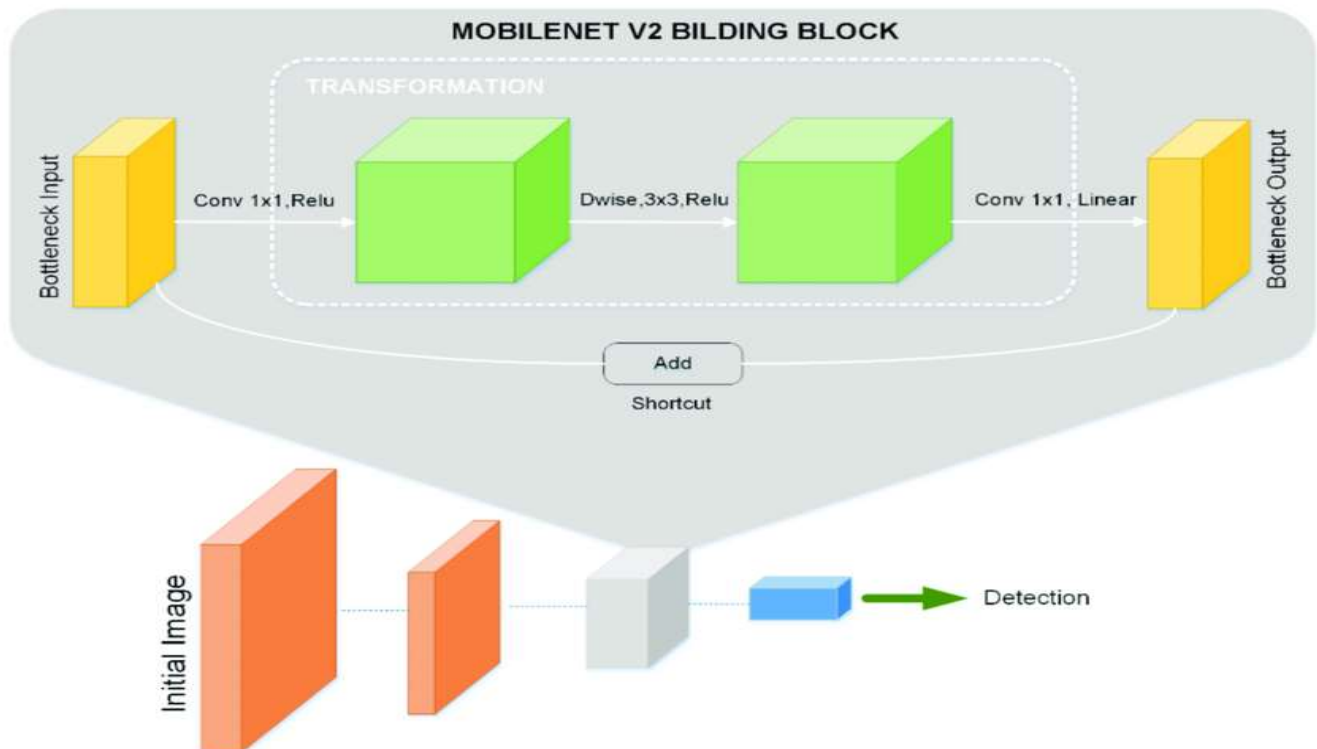 MOBILENET V2 BILDING BLOCK
TRANSFORMATION
Bottleneck Input
Conv 1x1,Relu
Dwise,3x3,Relu
Conv 1x1, Linear
Bottleneck Output
Add
Shortcut
Initial Image
Detection